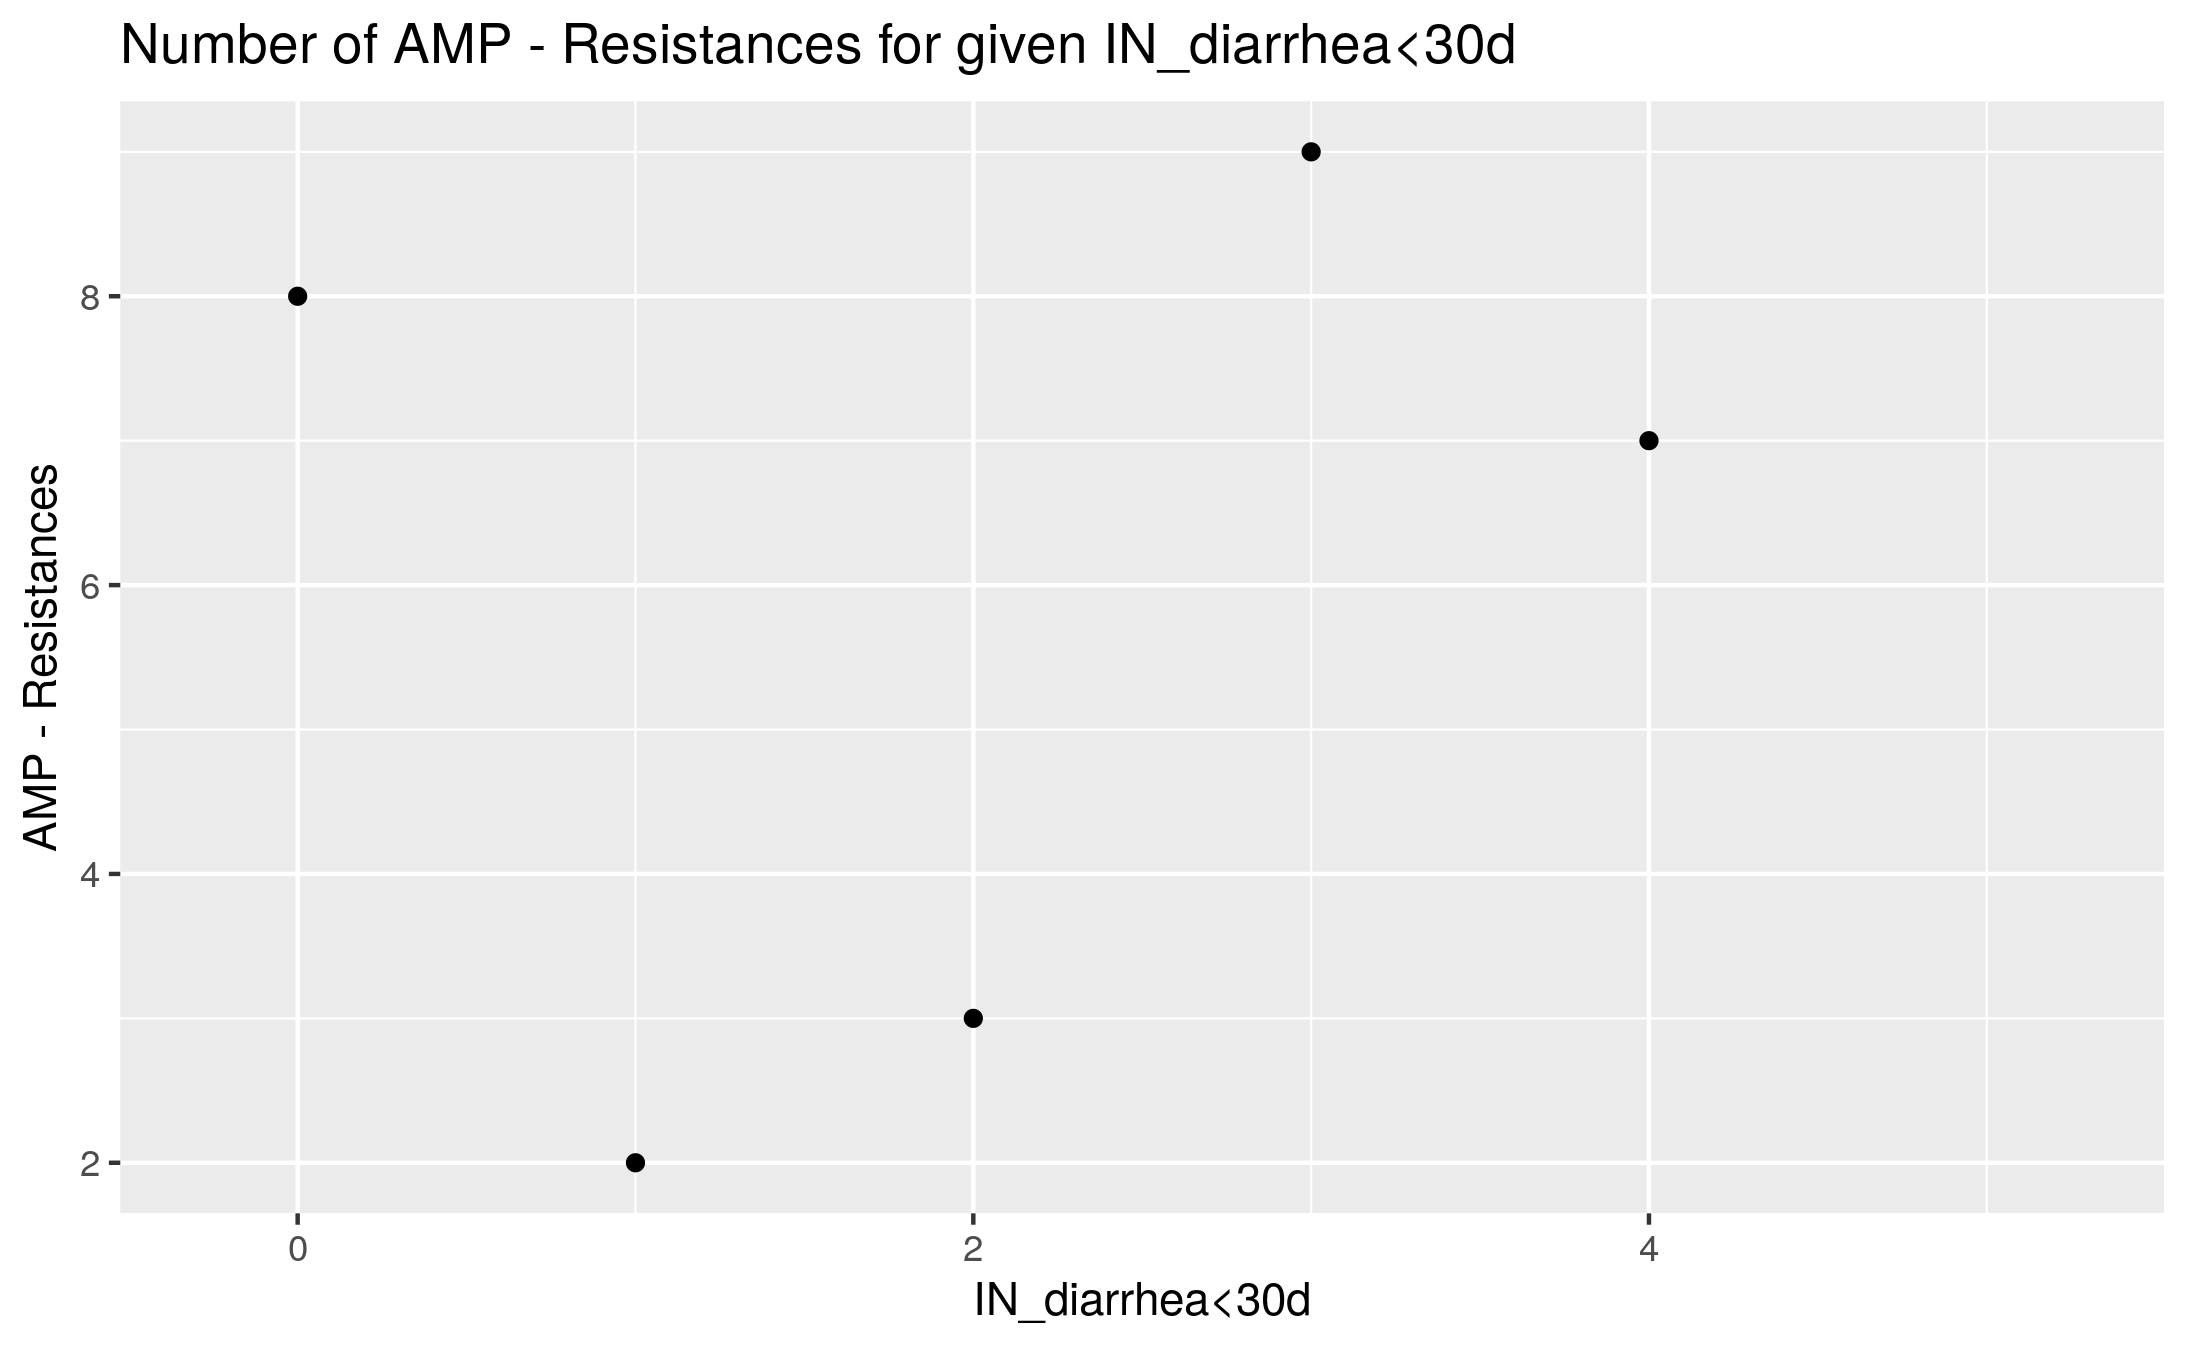 Number of AMP - Resistances for given IN_diarrhea<30d
AMP - Resistances
8
6
4
2
0
2
4
IN_diarrhea<30d